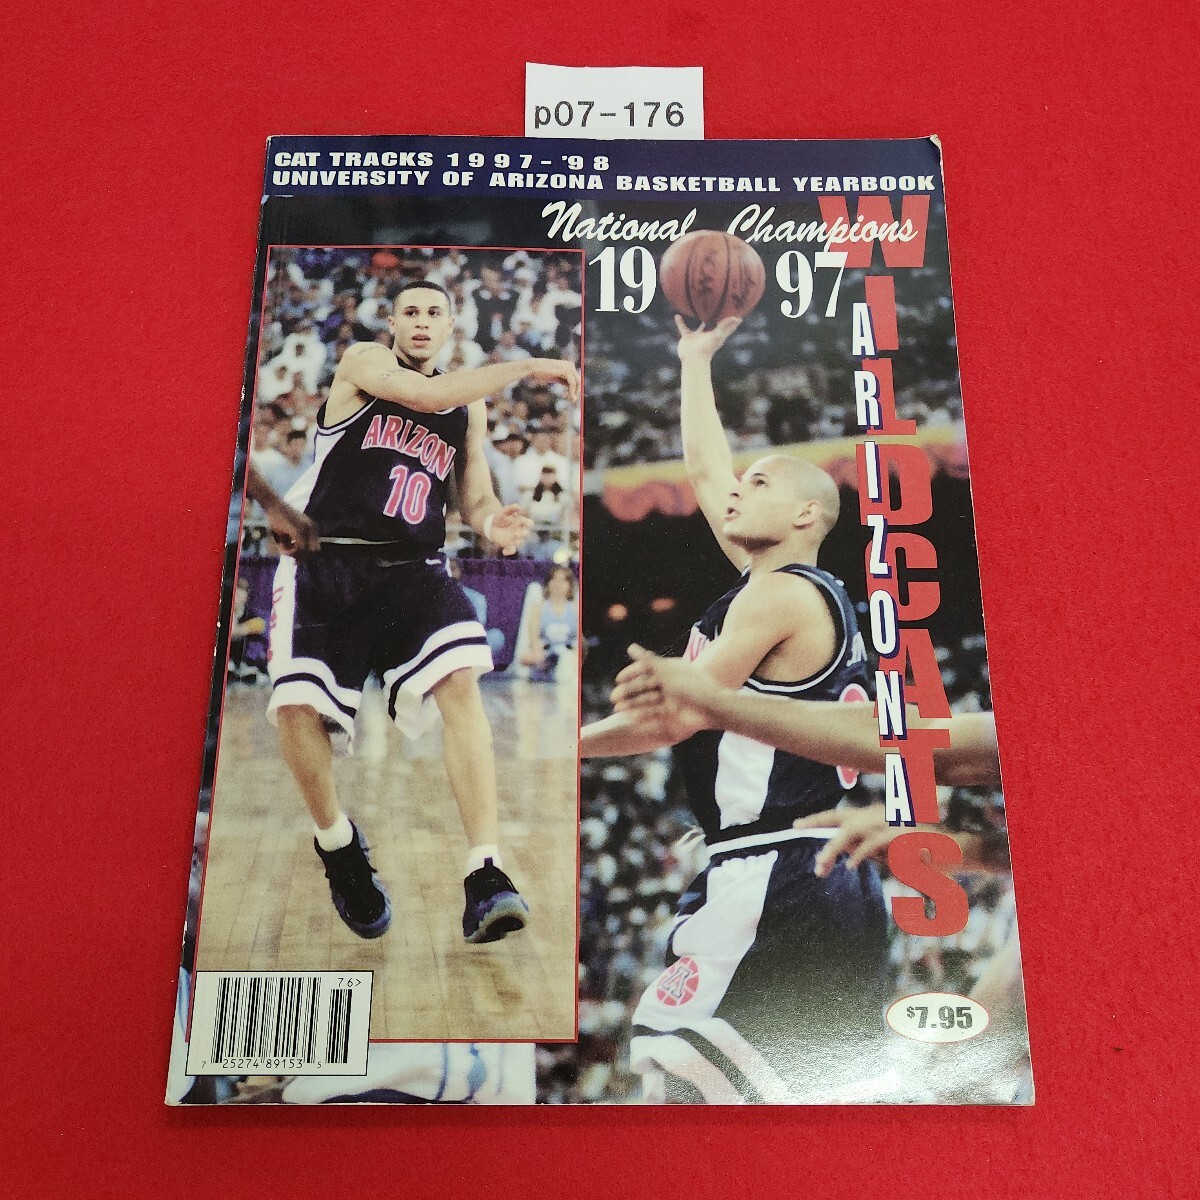 p07-176
CAT TRACKS 1997-'98
UNIVERSITY OF ARIZONA BASKETBALL YEARBOOK
National Champions
1997
WILDCATS
ARIZONA
ARIZON
10
A
$7.95
76>
7 25274 89153 5